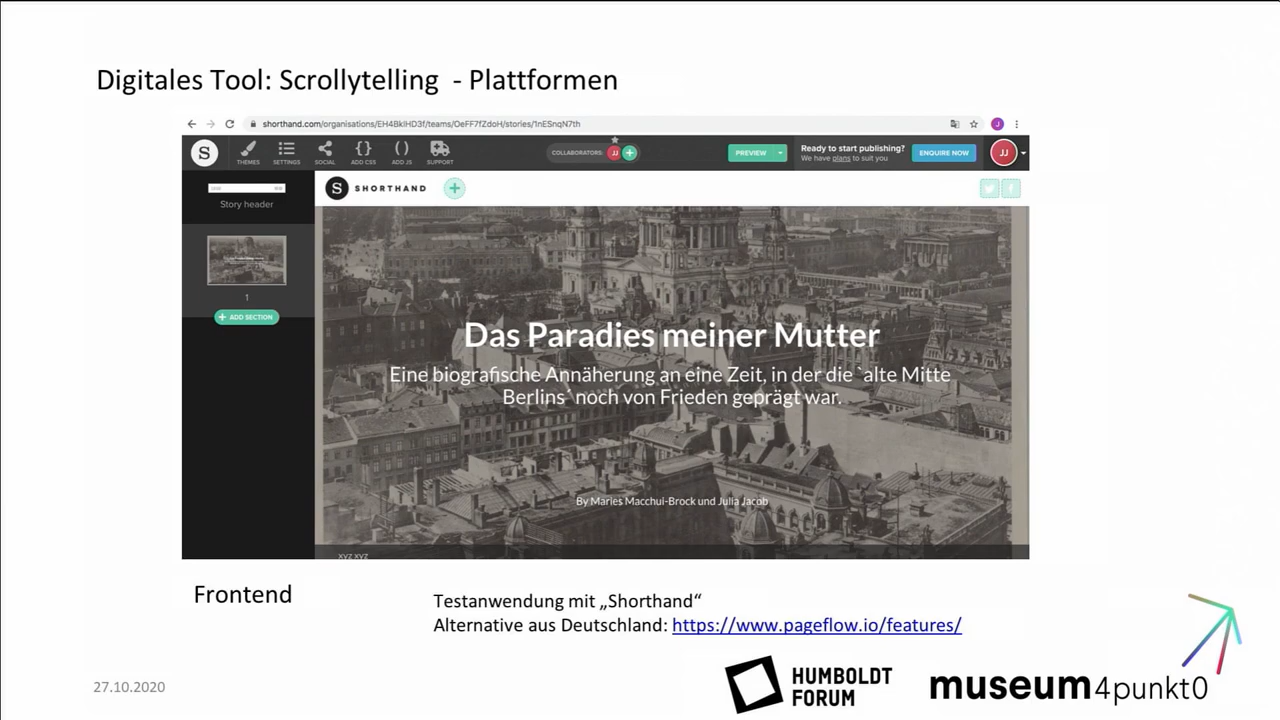 Digitales Tool: Scrollytelling - Plattformen
shorthand.com/organisations/EH4BkIHD3f/teams/OeFF7fZdoH/stories/1nESnqN7th
J
S
THEMES
SETTINGS
SOCIAL
ADD CSS
ADD JS
SUPPORT
COLLABORATORS:
JJ
PREVIEW
Ready to start publishing?
We have plans to suit you
ENQUIRE NOW
JJ
Story header
S SHORTHAND
1
ADD SECTION
Das Paradies meiner Mutter
Eine biografische Annäherung an eine Zeit, in der die `alte Mitte
Berlins´ noch von Frieden geprägt war.
By Maries Macchui-Brock und Julia Jacob
xyz xyz
Frontend
Testanwendung mit „Shorthand“
Alternative aus Deutschland: https://www.pageflow.io/features/
27.10.2020
HUMBOLDT
FORUM
museum4punkt0